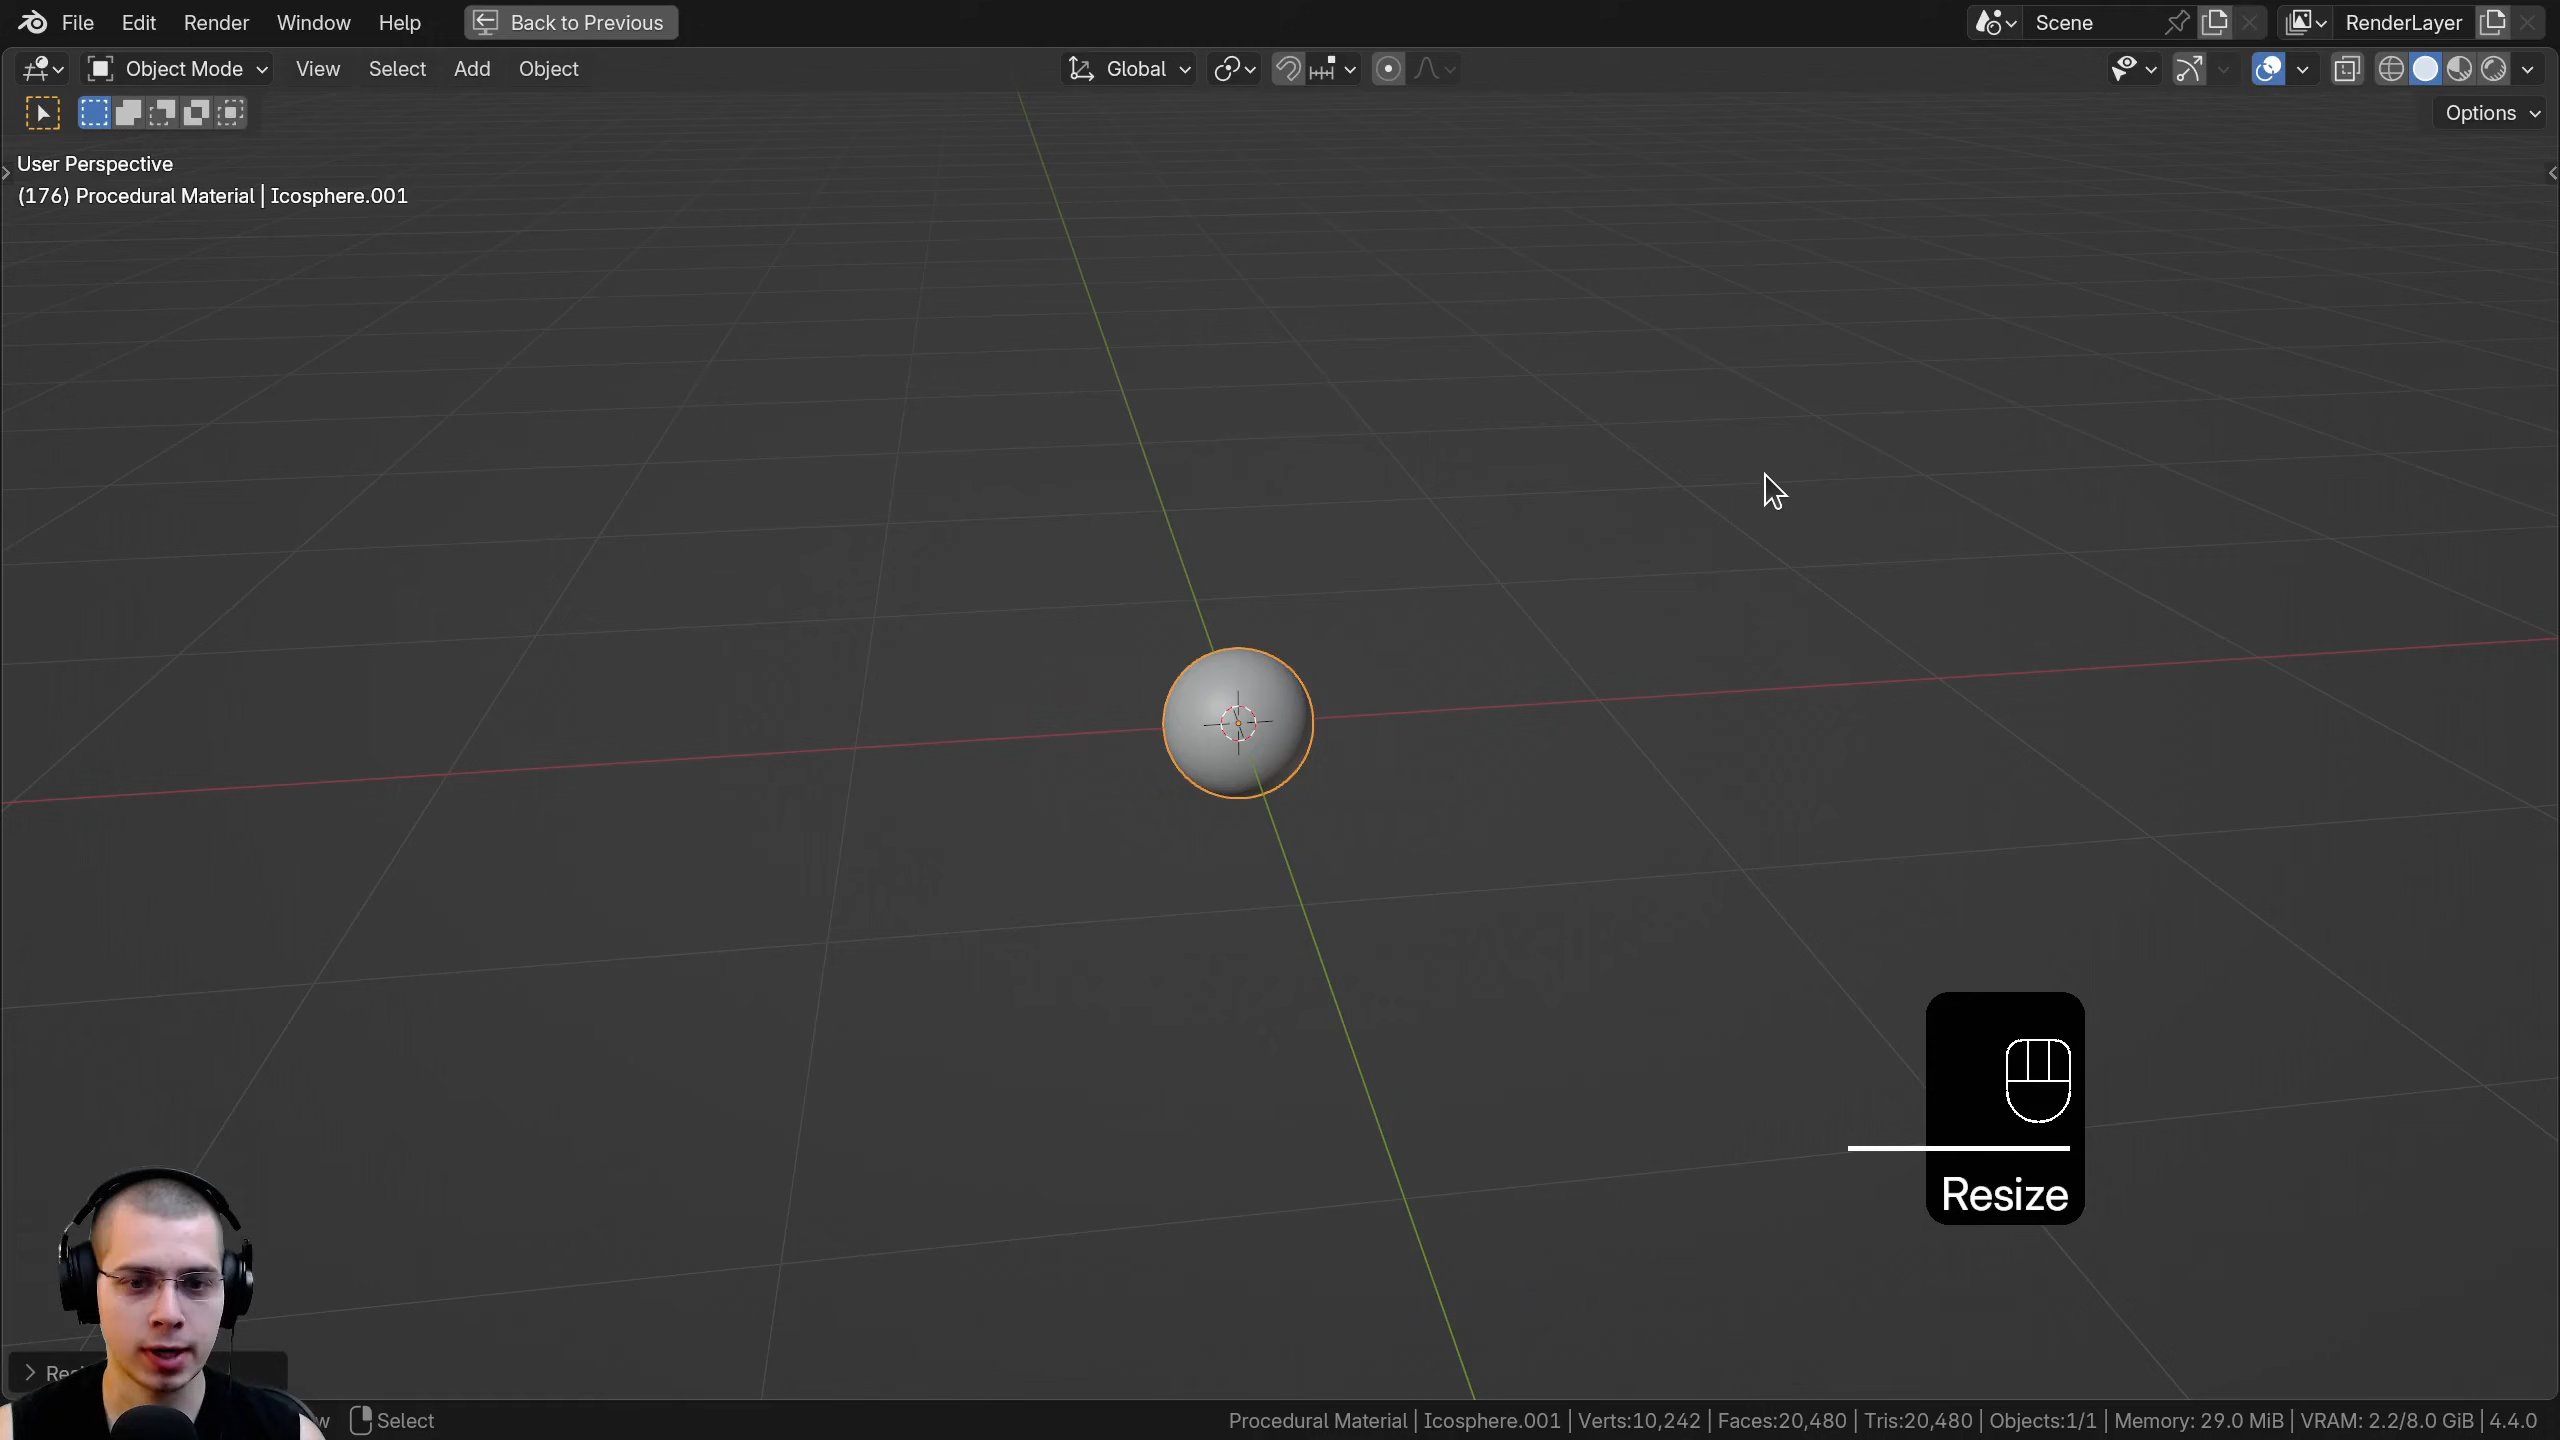 File Edit Render Window Help Back to Previous Scene RenderLayer
Object Mode View Select Add Object Global
Options
User Perspective
(176) Procedural Material | Icosphere.001
Resize
Select Procedural Material | Icosphere.001 | Verts:10,242 | Faces:20,480 | Tris:20,480 | Objects:1/1 | Memory: 29.0 MiB | VRAM: 2.2/8.0 GiB | 4.4.0